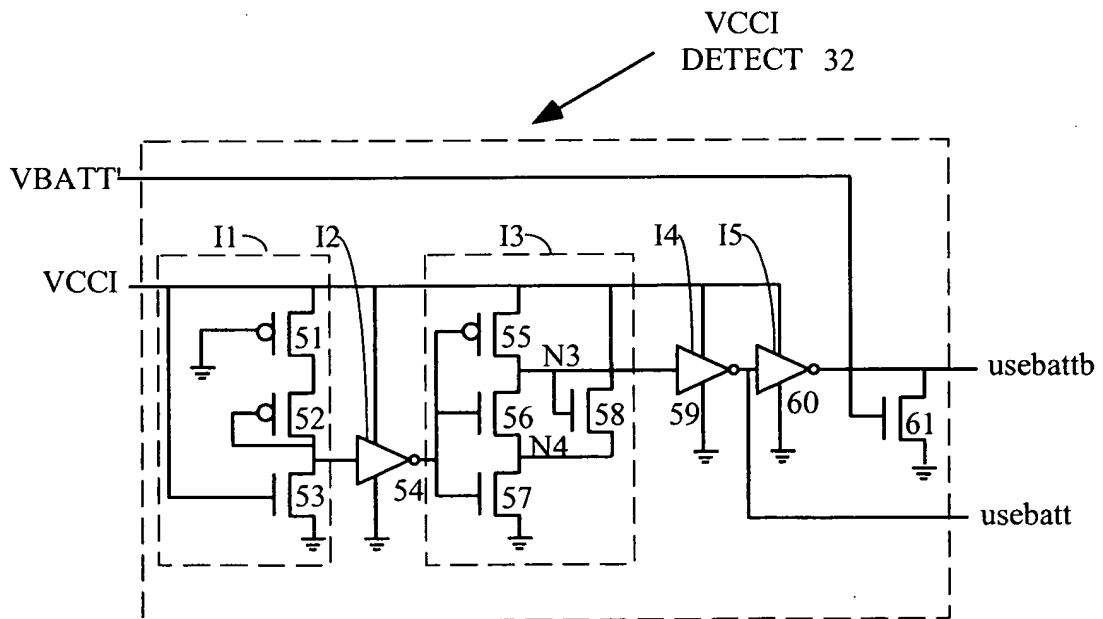 VCCI
DETECT 32
VBATT'
I1
I2
I3
I4
I5
VCCI
51
55
N3
usebattb
52
56
58
59
60
61
N4
54
53
57
usebatt